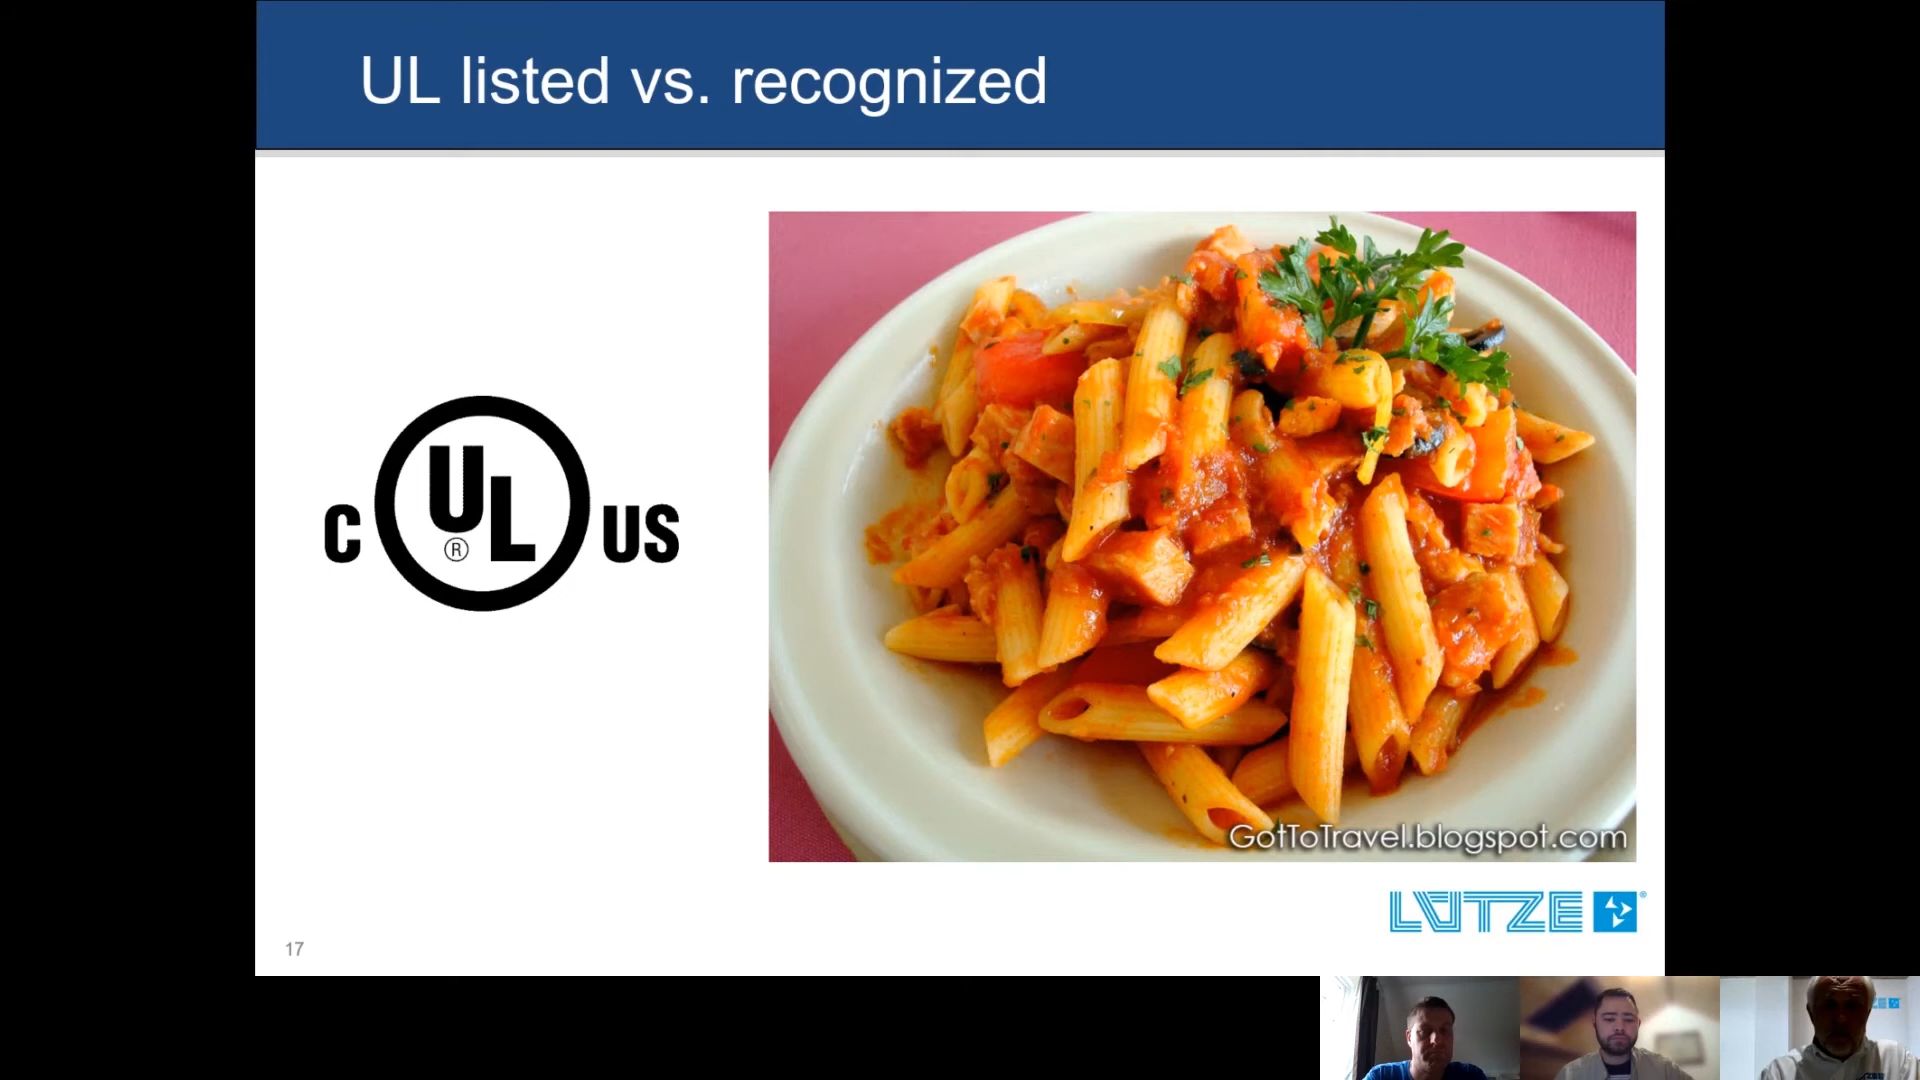 UL listed vs. recognized
C UL US
®
GotToTravel.blogspot.com
LÜTZE ®
17